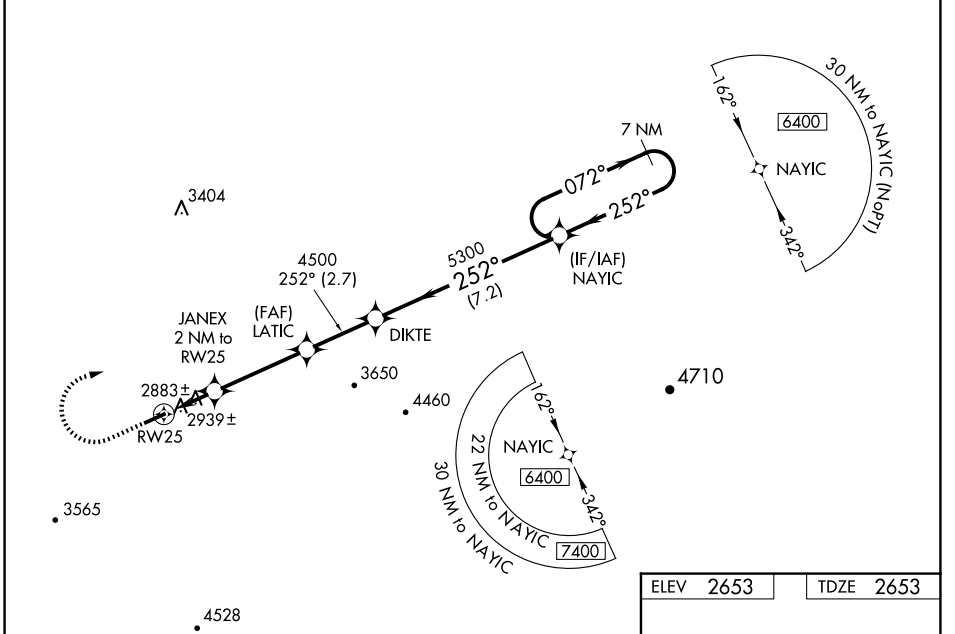 30 NM to NAYIC (NoPT)
162°
6400
NAYIC
342°
7 NM
072°
252°
3404
5300
252°
(7.2)
(IF/IAF)
NAYIC
4500
252° (2.7)
(FAF)
LATIC
DIKTE
JANEX
2 NM to
RW25
2883±
2939±
RW25
3650
4460
4710
162°
NAYIC
6400
342°
22 NM to NAYIC
30 NM to NAYIC
7400
3565
4528
ELEV 2653
TDZE 2653